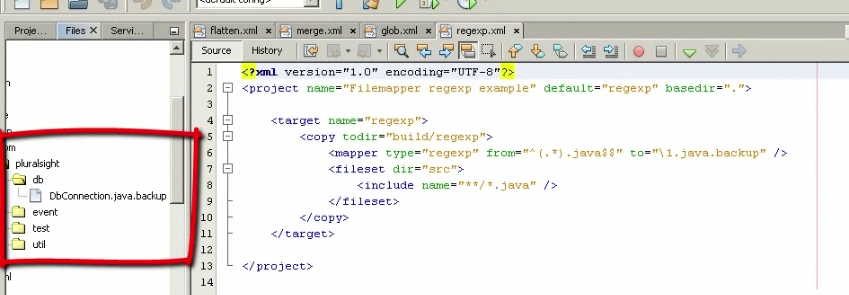 <default config>
Proje...
Files
Servi...
flatten.xml
merge.xml
glob.xml
regexp.xml
Source
History
pluralsight
db
DbConnection.java.backup
event
test
util
1 <?xml version="1.0" encoding="UTF-8"?>
2 <project name="Filemapper regexp example" default="regexp" basedir=".">
3
4 <target name="regexp">
5 <copy todir="build/regexp">
6 <mapper type="regexp" from="^(.*).java$$" to="\1.java.backup" />
7 <fileset dir="src">
8 <include name="**/*.java" />
9 </fileset>
10 </copy>
11 </target>
12
13 </project>
14